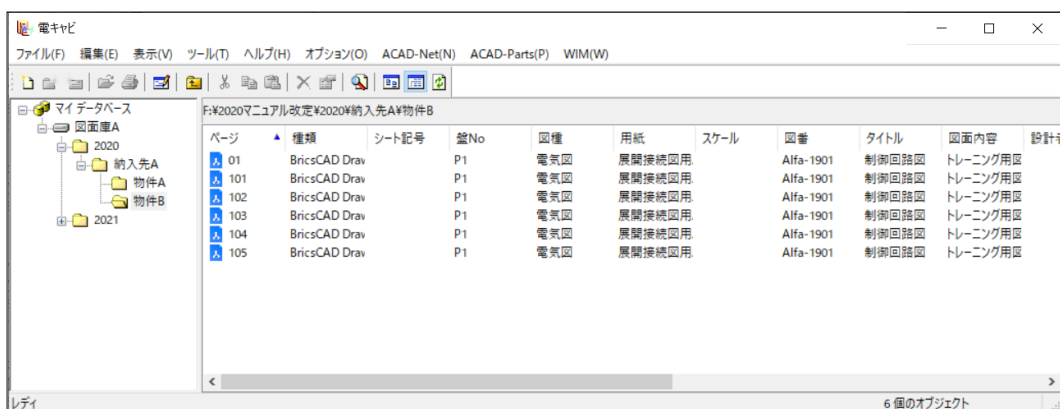 電キャビ
ファイル(F) 編集(E) 表示(V) ツール(T) ヘルプ(H) オプション(O) ACAD-Net(N) ACAD-Parts(P) WIM(W)
マイ データベース
図面庫A
2020
納入先A
物件A
物件B
2021
F:¥2020マニュアル改定¥2020¥納入先A¥物件B
ページ 種類 シート記号 盤No 図種 用紙 スケール 図番 タイトル 図面内容 設計者
01 BricsCAD Drav P1 電気図 展開接続図用. Alfa-1901 制御回路図 トレーニング用図
101 BricsCAD Drav P1 電気図 展開接続図用. Alfa-1901 制御回路図 トレーニング用図
102 BricsCAD Drav P1 電気図 展開接続図用. Alfa-1901 制御回路図 トレーニング用図
103 BricsCAD Drav P1 電気図 展開接続図用. Alfa-1901 制御回路図 トレーニング用図
104 BricsCAD Drav P1 電気図 展開接続図用. Alfa-1901 制御回路図 トレーニング用図
105 BricsCAD Drav P1 電気図 展開接続図用. Alfa-1901 制御回路図 トレーニング用図
レディ 6 個のオブジェクト